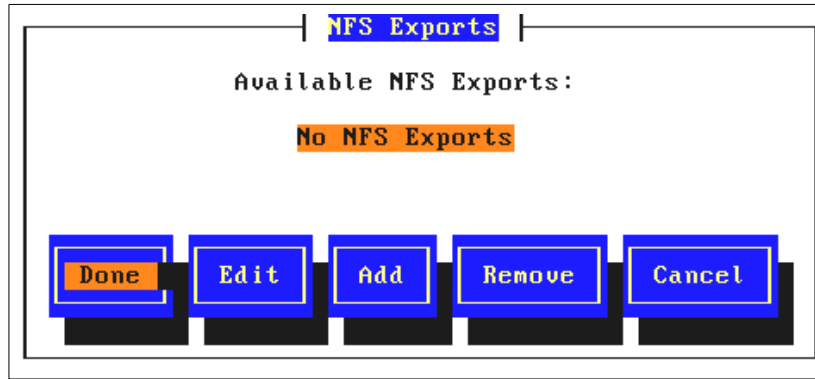 NFS Exports
Available NFS Exports:
No NFS Exports
Done Edit Add Remove Cancel